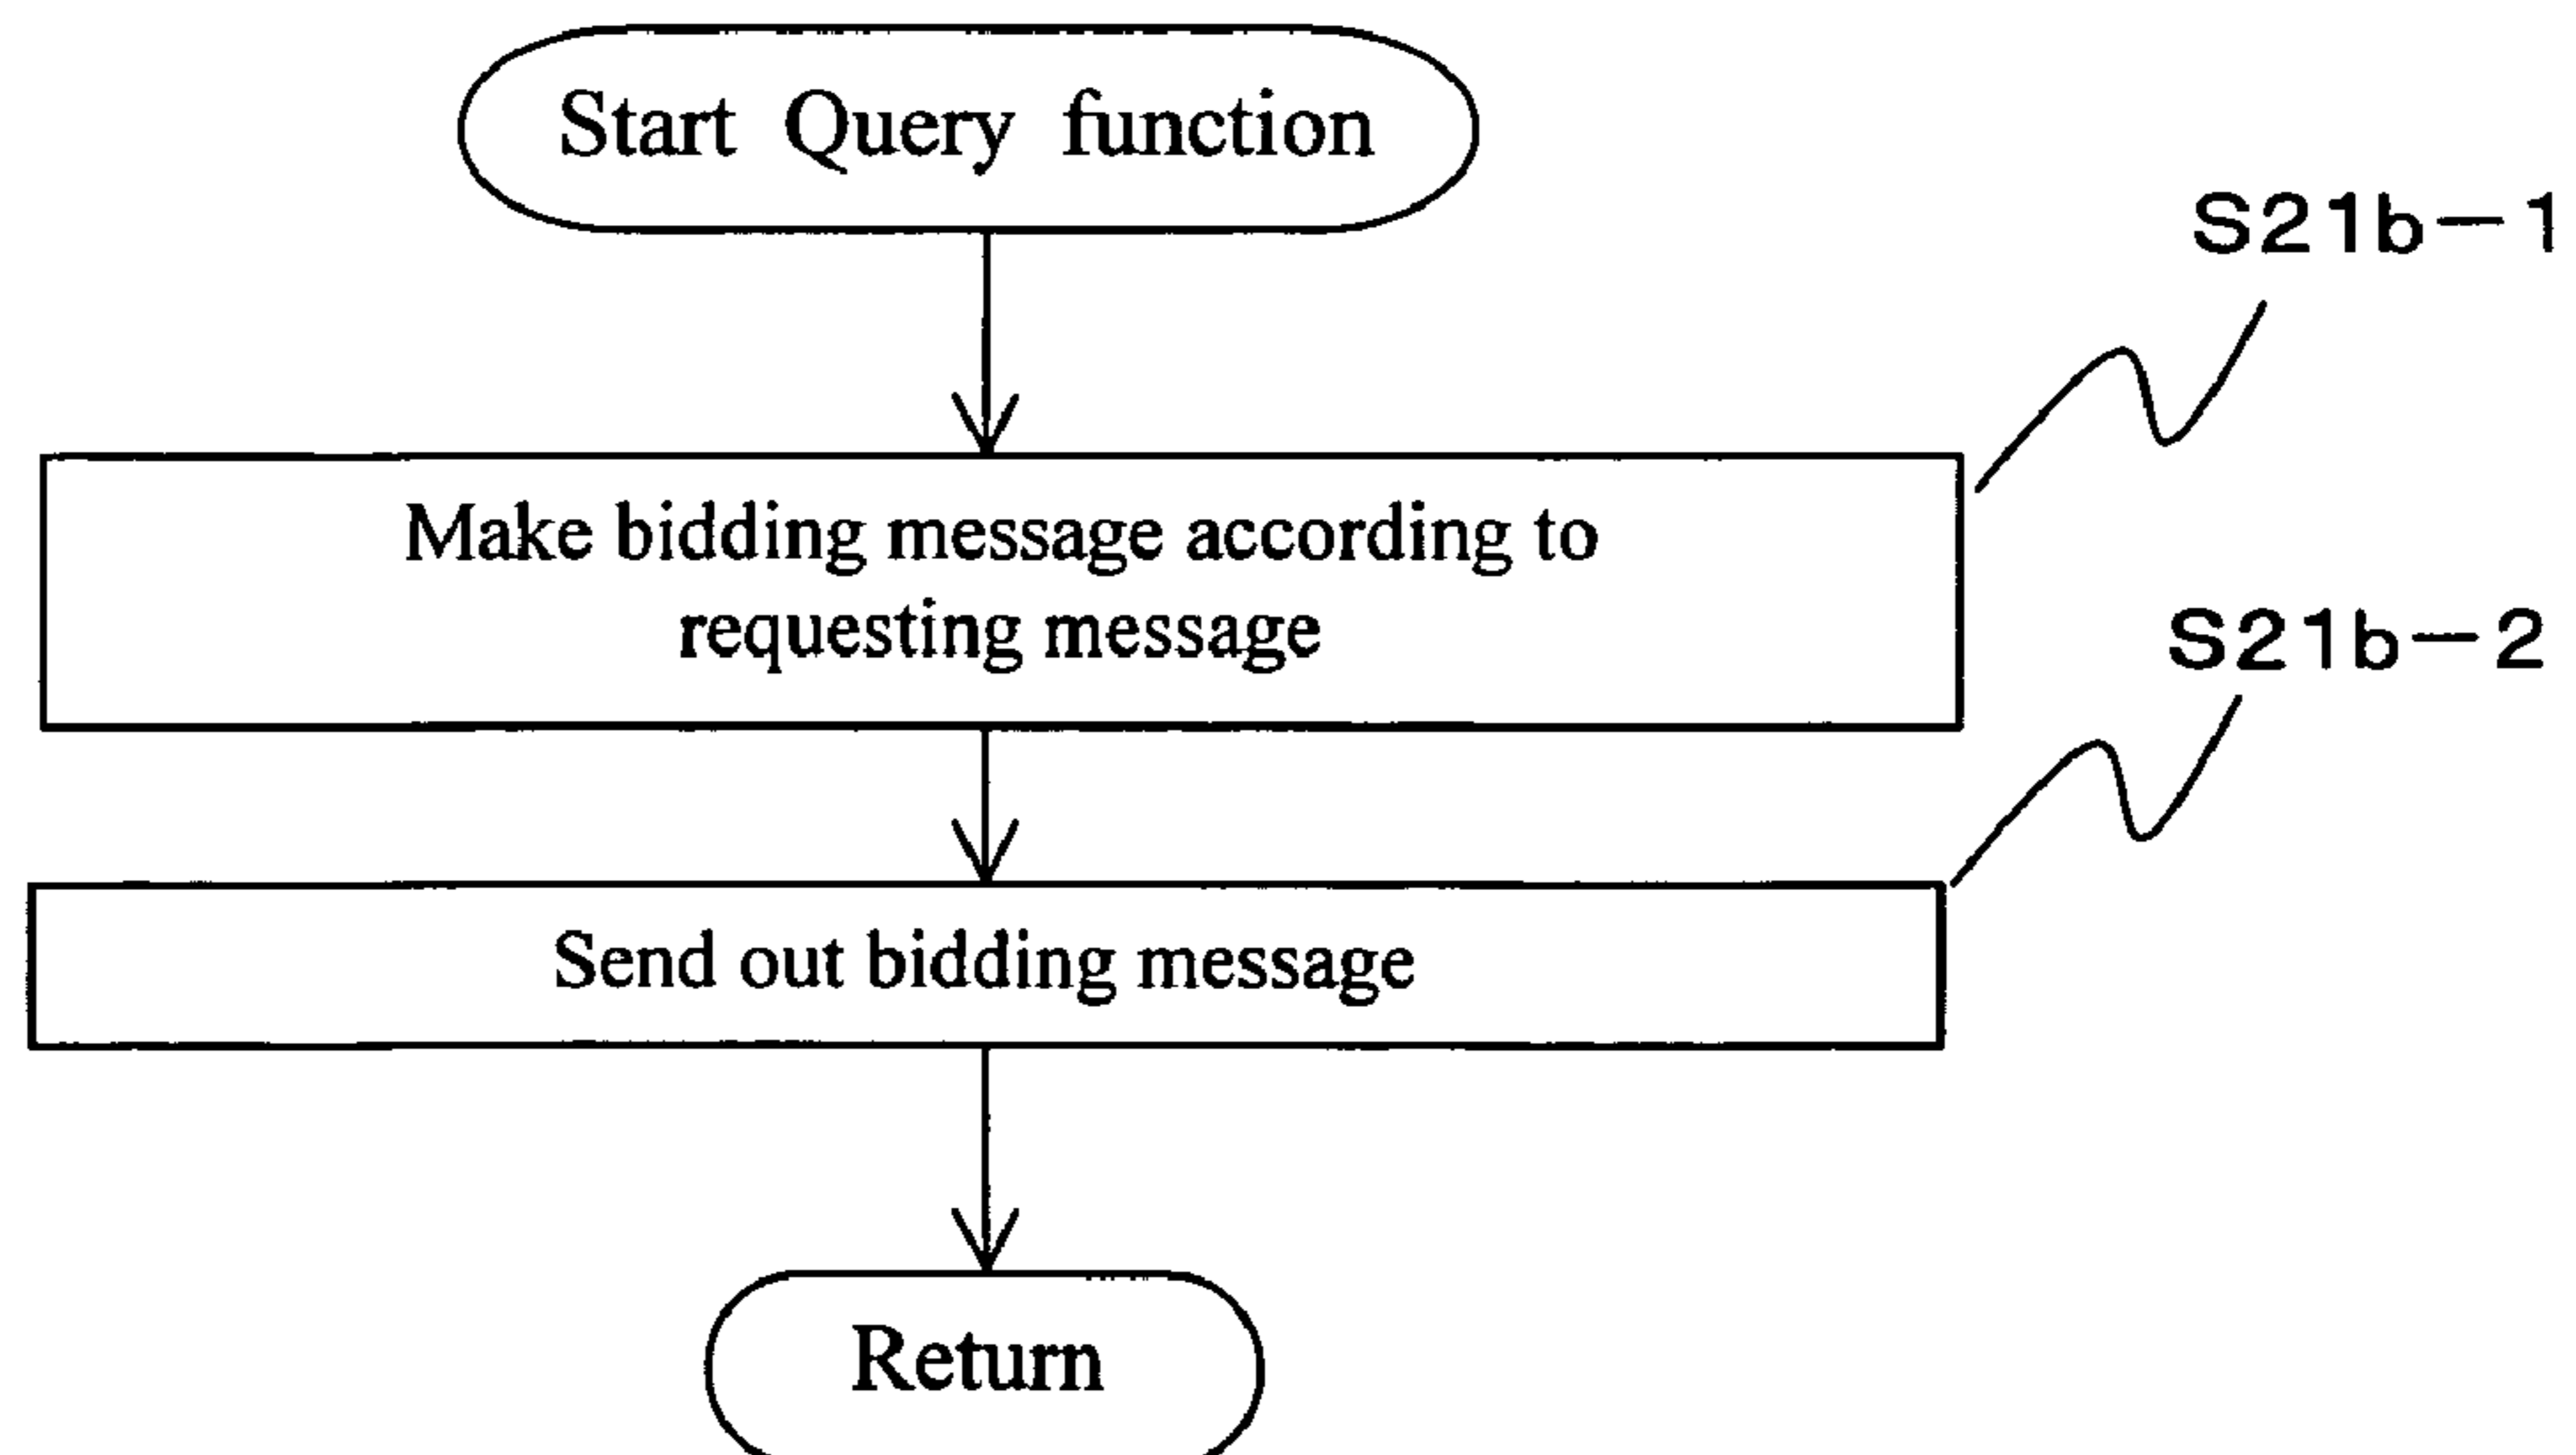 Start Query function
S21b-1
Make bidding message according to
requesting message
S21b-2
Send out bidding message
Return